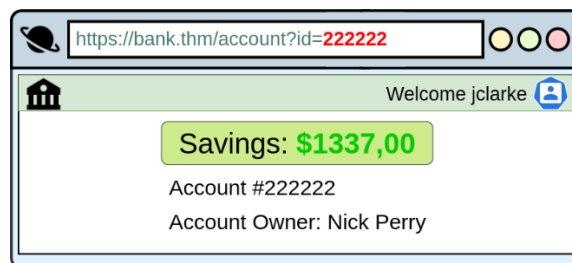 https://bank.thm/account?id=222222
Welcome jclarke
Savings: $1337,00
Account #222222
Account Owner: Nick Perry